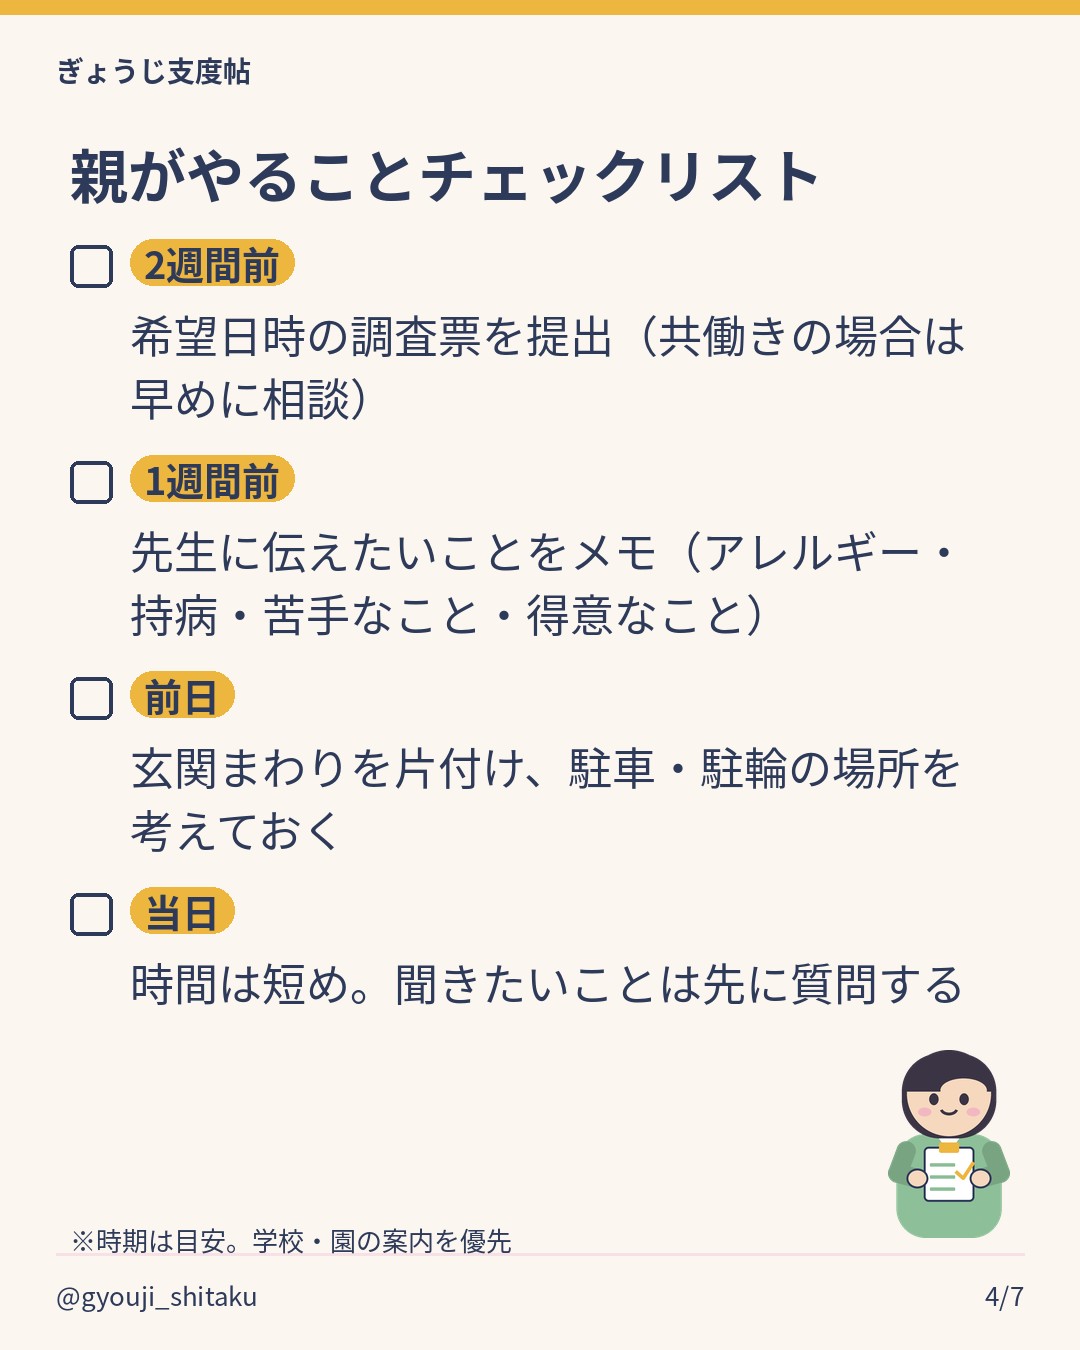 ぎょうじ支度帖
親がやることチェックリスト
2週間前
希望日時の調査票を提出（共働きの場合は
早めに相談）
1週間前
先生に伝えたいことをメモ（アレルギー・
持病・苦手なこと・得意なこと）
前日
玄関まわりを片付け、駐車・駐輪の場所を
考えておく
当日
時間は短め。聞きたいことは先に質問する
※時期は目安。学校・園の案内を優先
@gyouji_shitaku
4/7